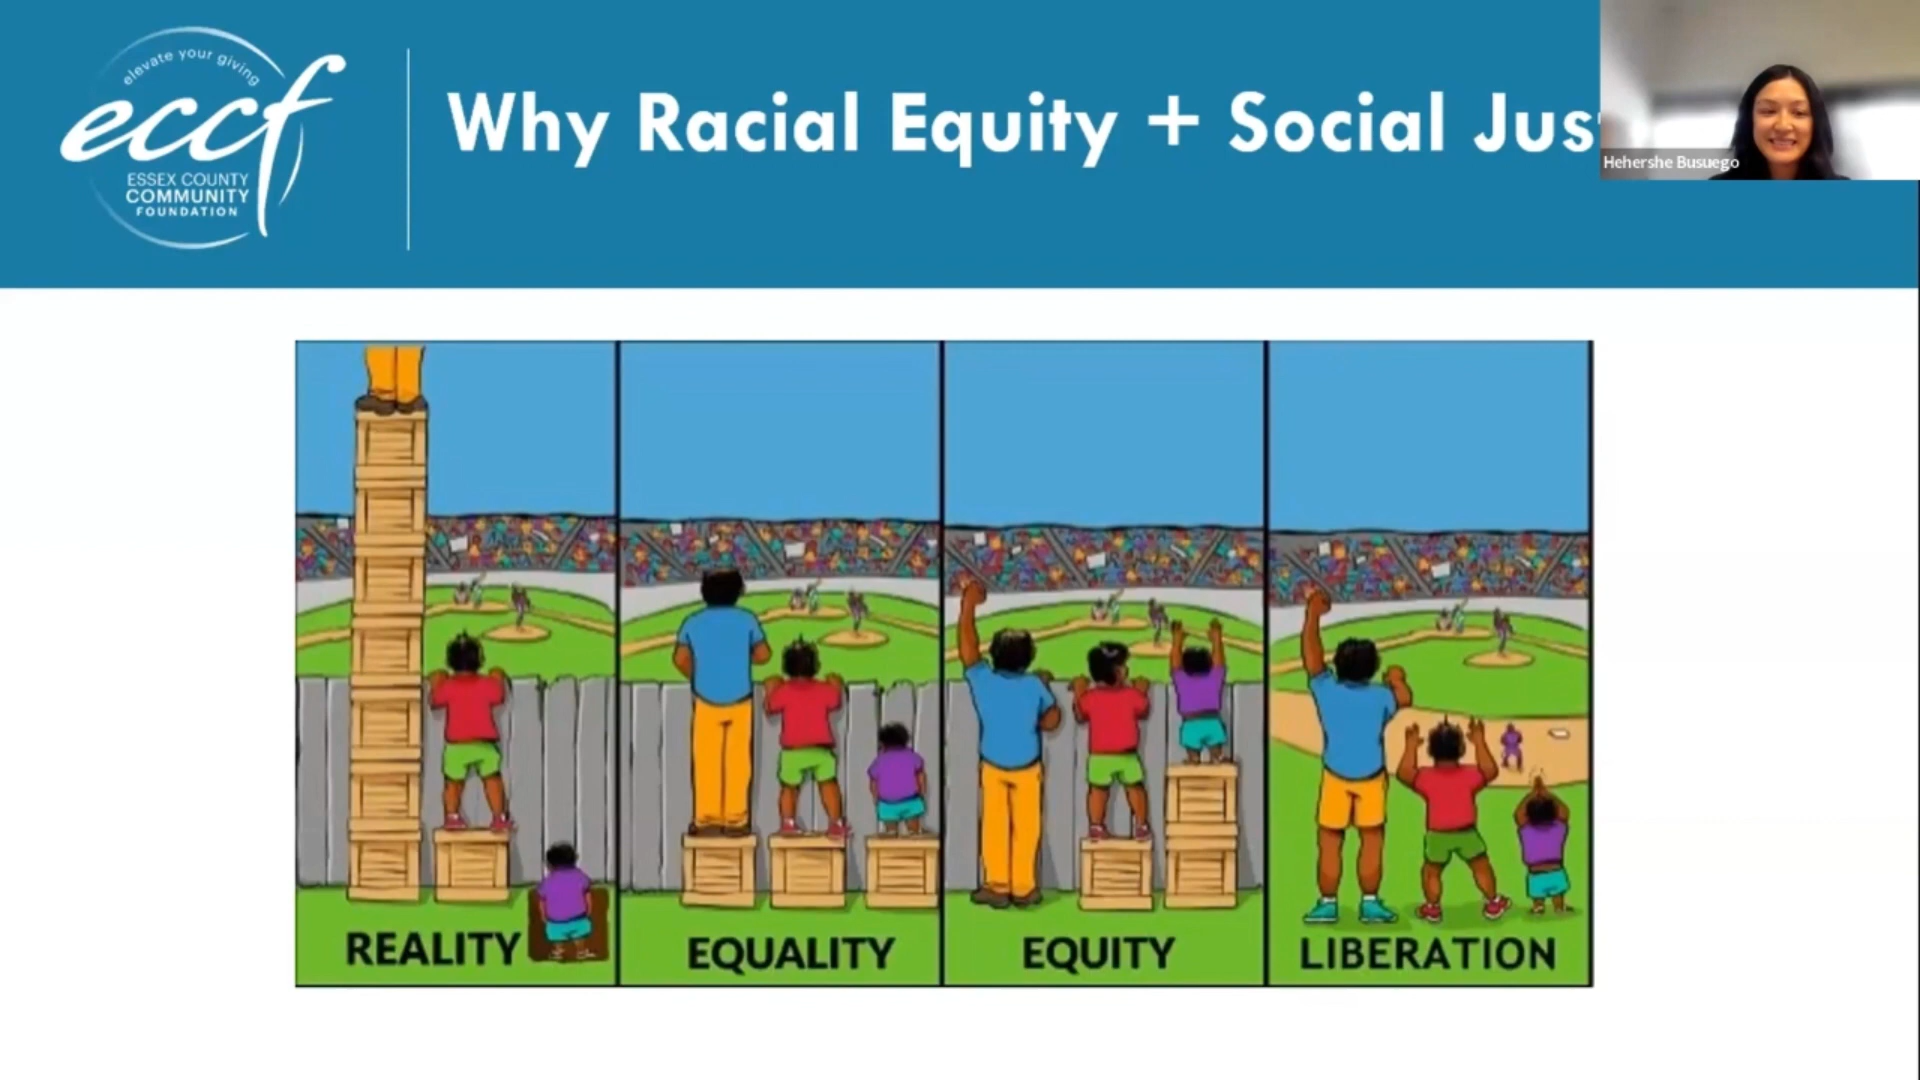 elevate your giving
eccf
ESSEX COUNTY
COMMUNITY
FOUNDATION
Why Racial Equity + Social Jus
Hehershe Busuego
REALITY
EQUALITY
EQUITY
LIBERATION